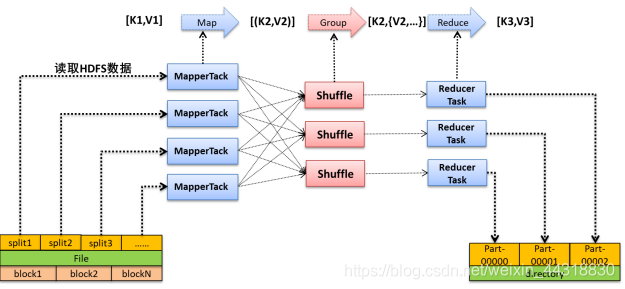 [K1,V1]
Map
[(K2,V2)]
Group
[K2,{V2,…}]
Reduce
[K3,V3]
读取HDFS数据
MapperTack
MapperTack
MapperTack
MapperTack
Shuffle
Shuffle
Shuffle
Reducer
Task
Reducer
Task
Reducer
Task
split1
split2
split3
……
File
block1
block2
blockN
Part-
00000
Part-
00001
Part-
00002
directory
https://blog.csdn.net/weixin_44318830